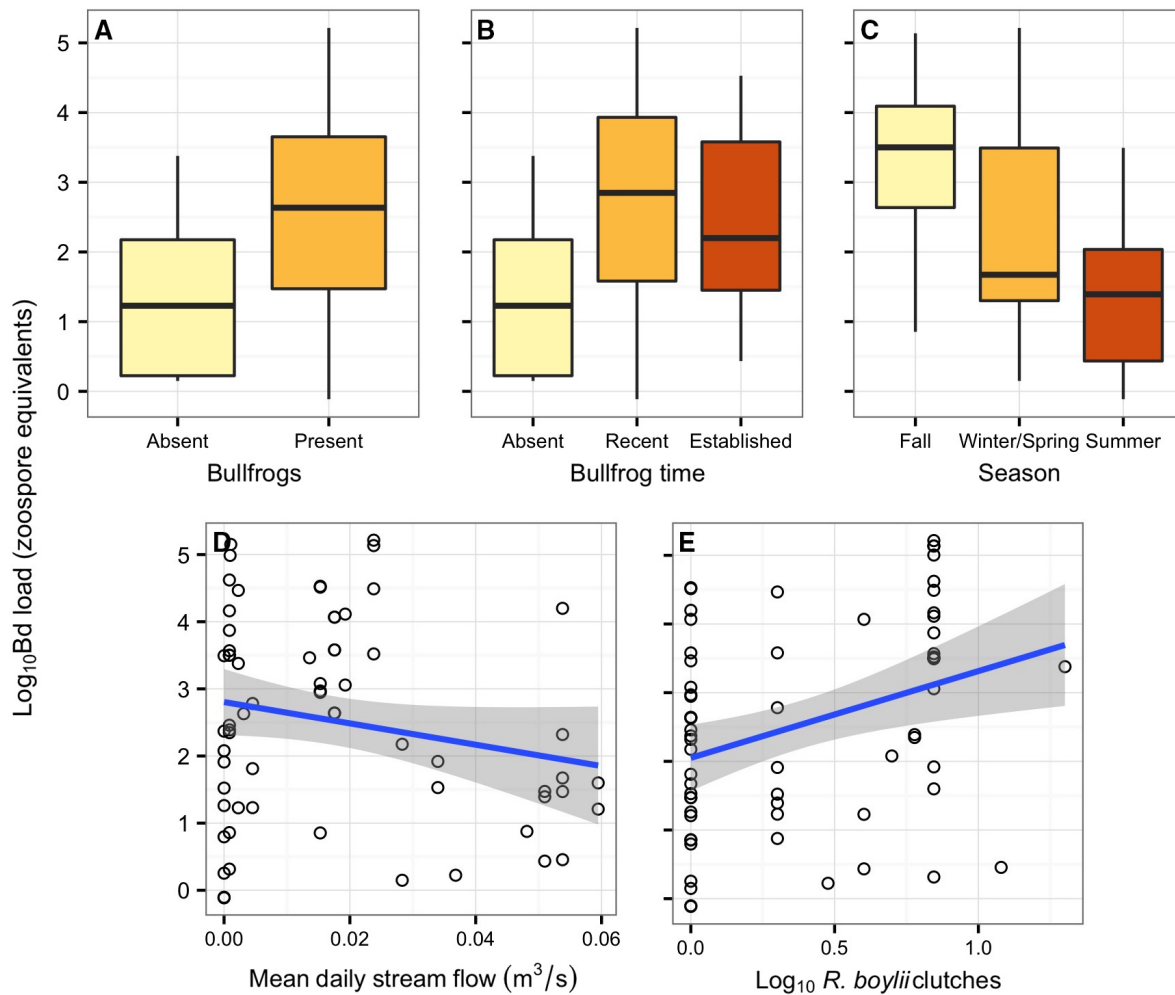 A
B
C
5
4
3
2
1
0
Absent Present
Absent Recent Established
Fall Winter/Spring Summer
Bullfrogs
Bullfrog time
Season
Log₁₀Bd load (zoospore equivalents)
D
E
5
4
3
2
1
0
0.00 0.02 0.04 0.06
0.0 0.5 1.0
Mean daily stream flow (m³/s)
Log₁₀ R. boylii clutches